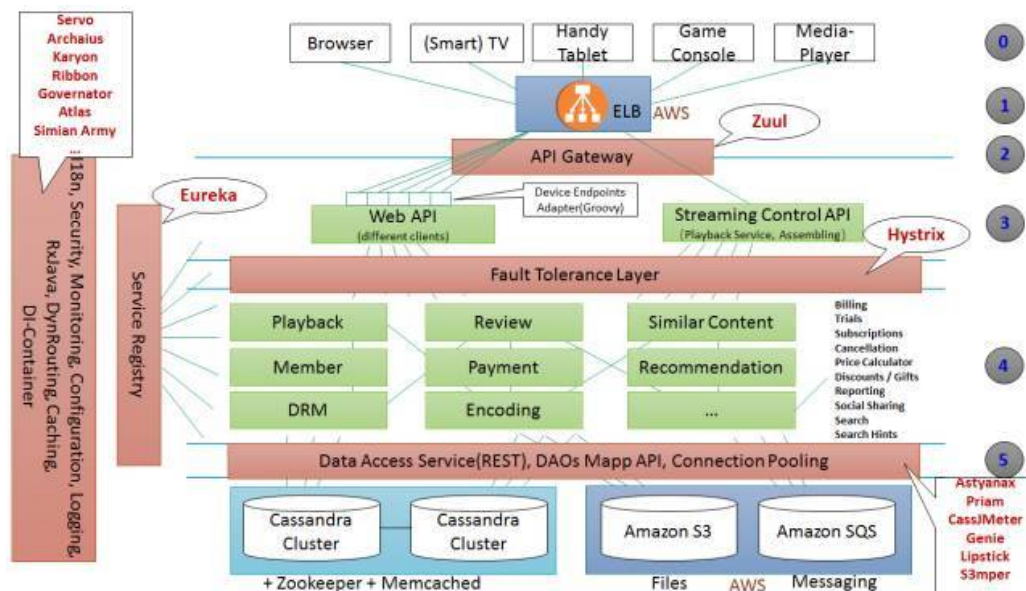 Servo
Archaius
Karyon
Ribbon
Governator
Atlas
Simian Army
...
Browser
(Smart) TV
Handy
Tablet
Game
Console
Media-
Player
0
ELB
AWS
1
Zuul
API Gateway
2
Device Endpoints
Adapter(Groovy)
Eureka
Web API
(different clients)
Streaming Control API
(Playback Service, Assembling)
3
Hystrix
Fault Tolerance Layer
I18n, Security, Monitoring, Configuration, Logging,
RxJava, DynRouting, Caching,
DI-Container
Service Registry
Playback
Review
Similar Content
Member
Payment
Recommendation
DRM
Encoding
...
Billing
Trials
Subscriptions
Cancellation
Price Calculator
Discounts / Gifts
Reporting
Social Sharing
Search
Search Hints
4
Data Access Service(REST), DAOs Mapp API, Connection Pooling
5
Astyanax
Priam
CassJMeter
Genie
Lipstick
S3mper
Cassandra
Cluster
Cassandra
Cluster
Amazon S3
Amazon SQS
+ Zookeeper + Memcached
Files
AWS
Messaging